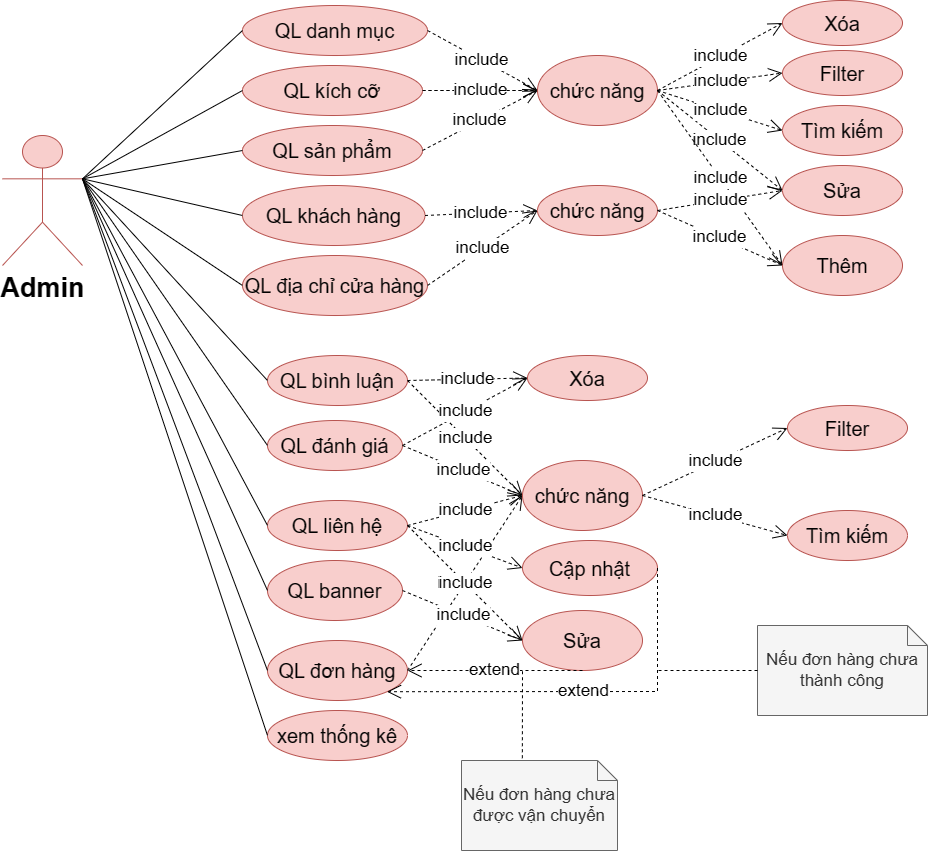 QL danh mục
include
Xóa
include
Filter
include
QL kích cỡ
include
chức năng
include
Tìm kiếm
QL sản phẩm
include
include
Sửa
include
QL khách hàng
include
chức năng
include
include
Thêm
QL địa chỉ cửa hàng
include
Admin
QL bình luận
include
Xóa
include
QL đánh giá
include
Filter
include
include
chức năng
QL liên hệ
include
include
Tìm kiếm
include
Cập nhật
QL banner
include
include
Sửa
QL đơn hàng
extend
Nếu đơn hàng chưa
thành công
extend
xem thống kê
Nếu đơn hàng chưa
được vận chuyển